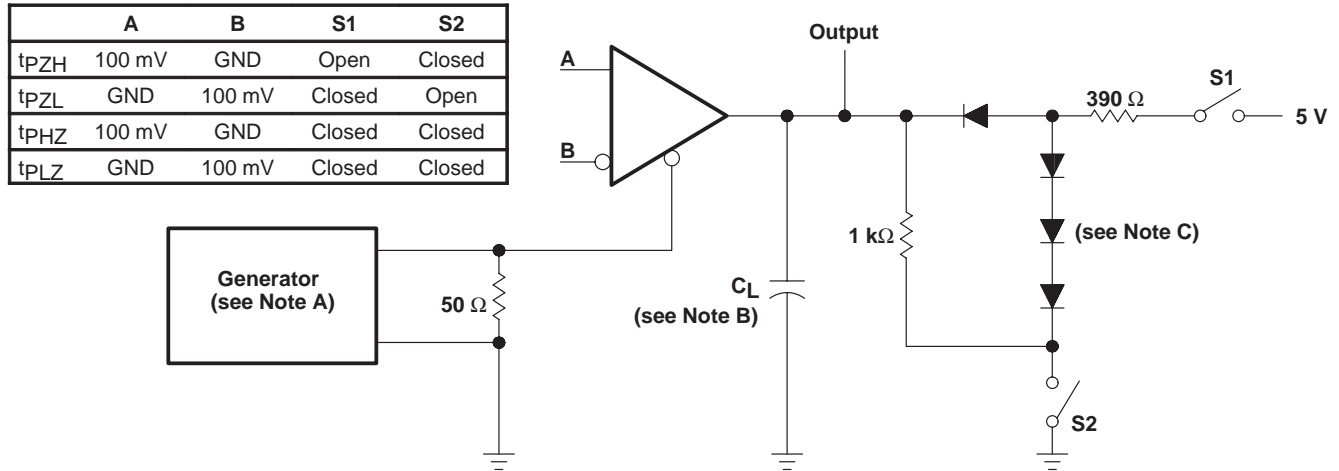 A B S1 S2
tPZH 100 mV GND Open Closed
tPZL GND 100 mV Closed Open
tPHZ 100 mV GND Closed Closed
tPLZ GND 100 mV Closed Closed
Output
A
B
S1
390 Ω
5 V
1 kΩ
(see Note C)
Generator
(see Note A)
50 Ω
CL
(see Note B)
S2